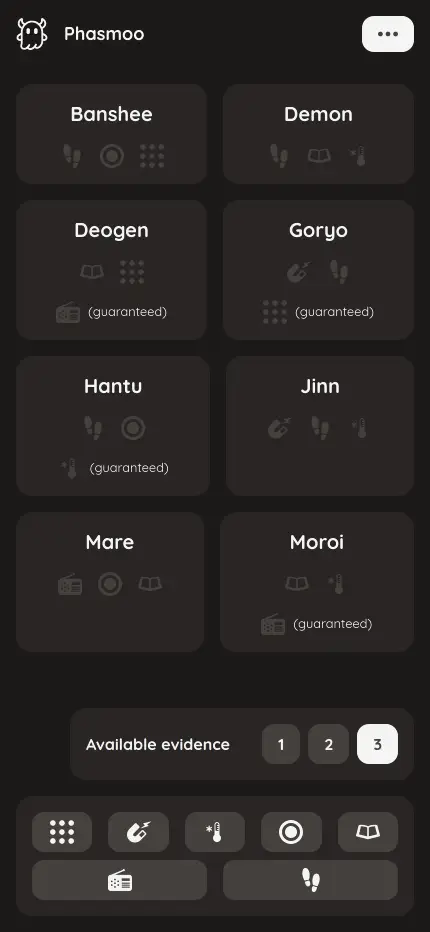 Phasmoo
Banshee
Demon
Deogen
(guaranteed)
Goryo
(guaranteed)
Hantu
(guaranteed)
Jinn
Mare
Moroi
(guaranteed)
Available evidence 1 2 3